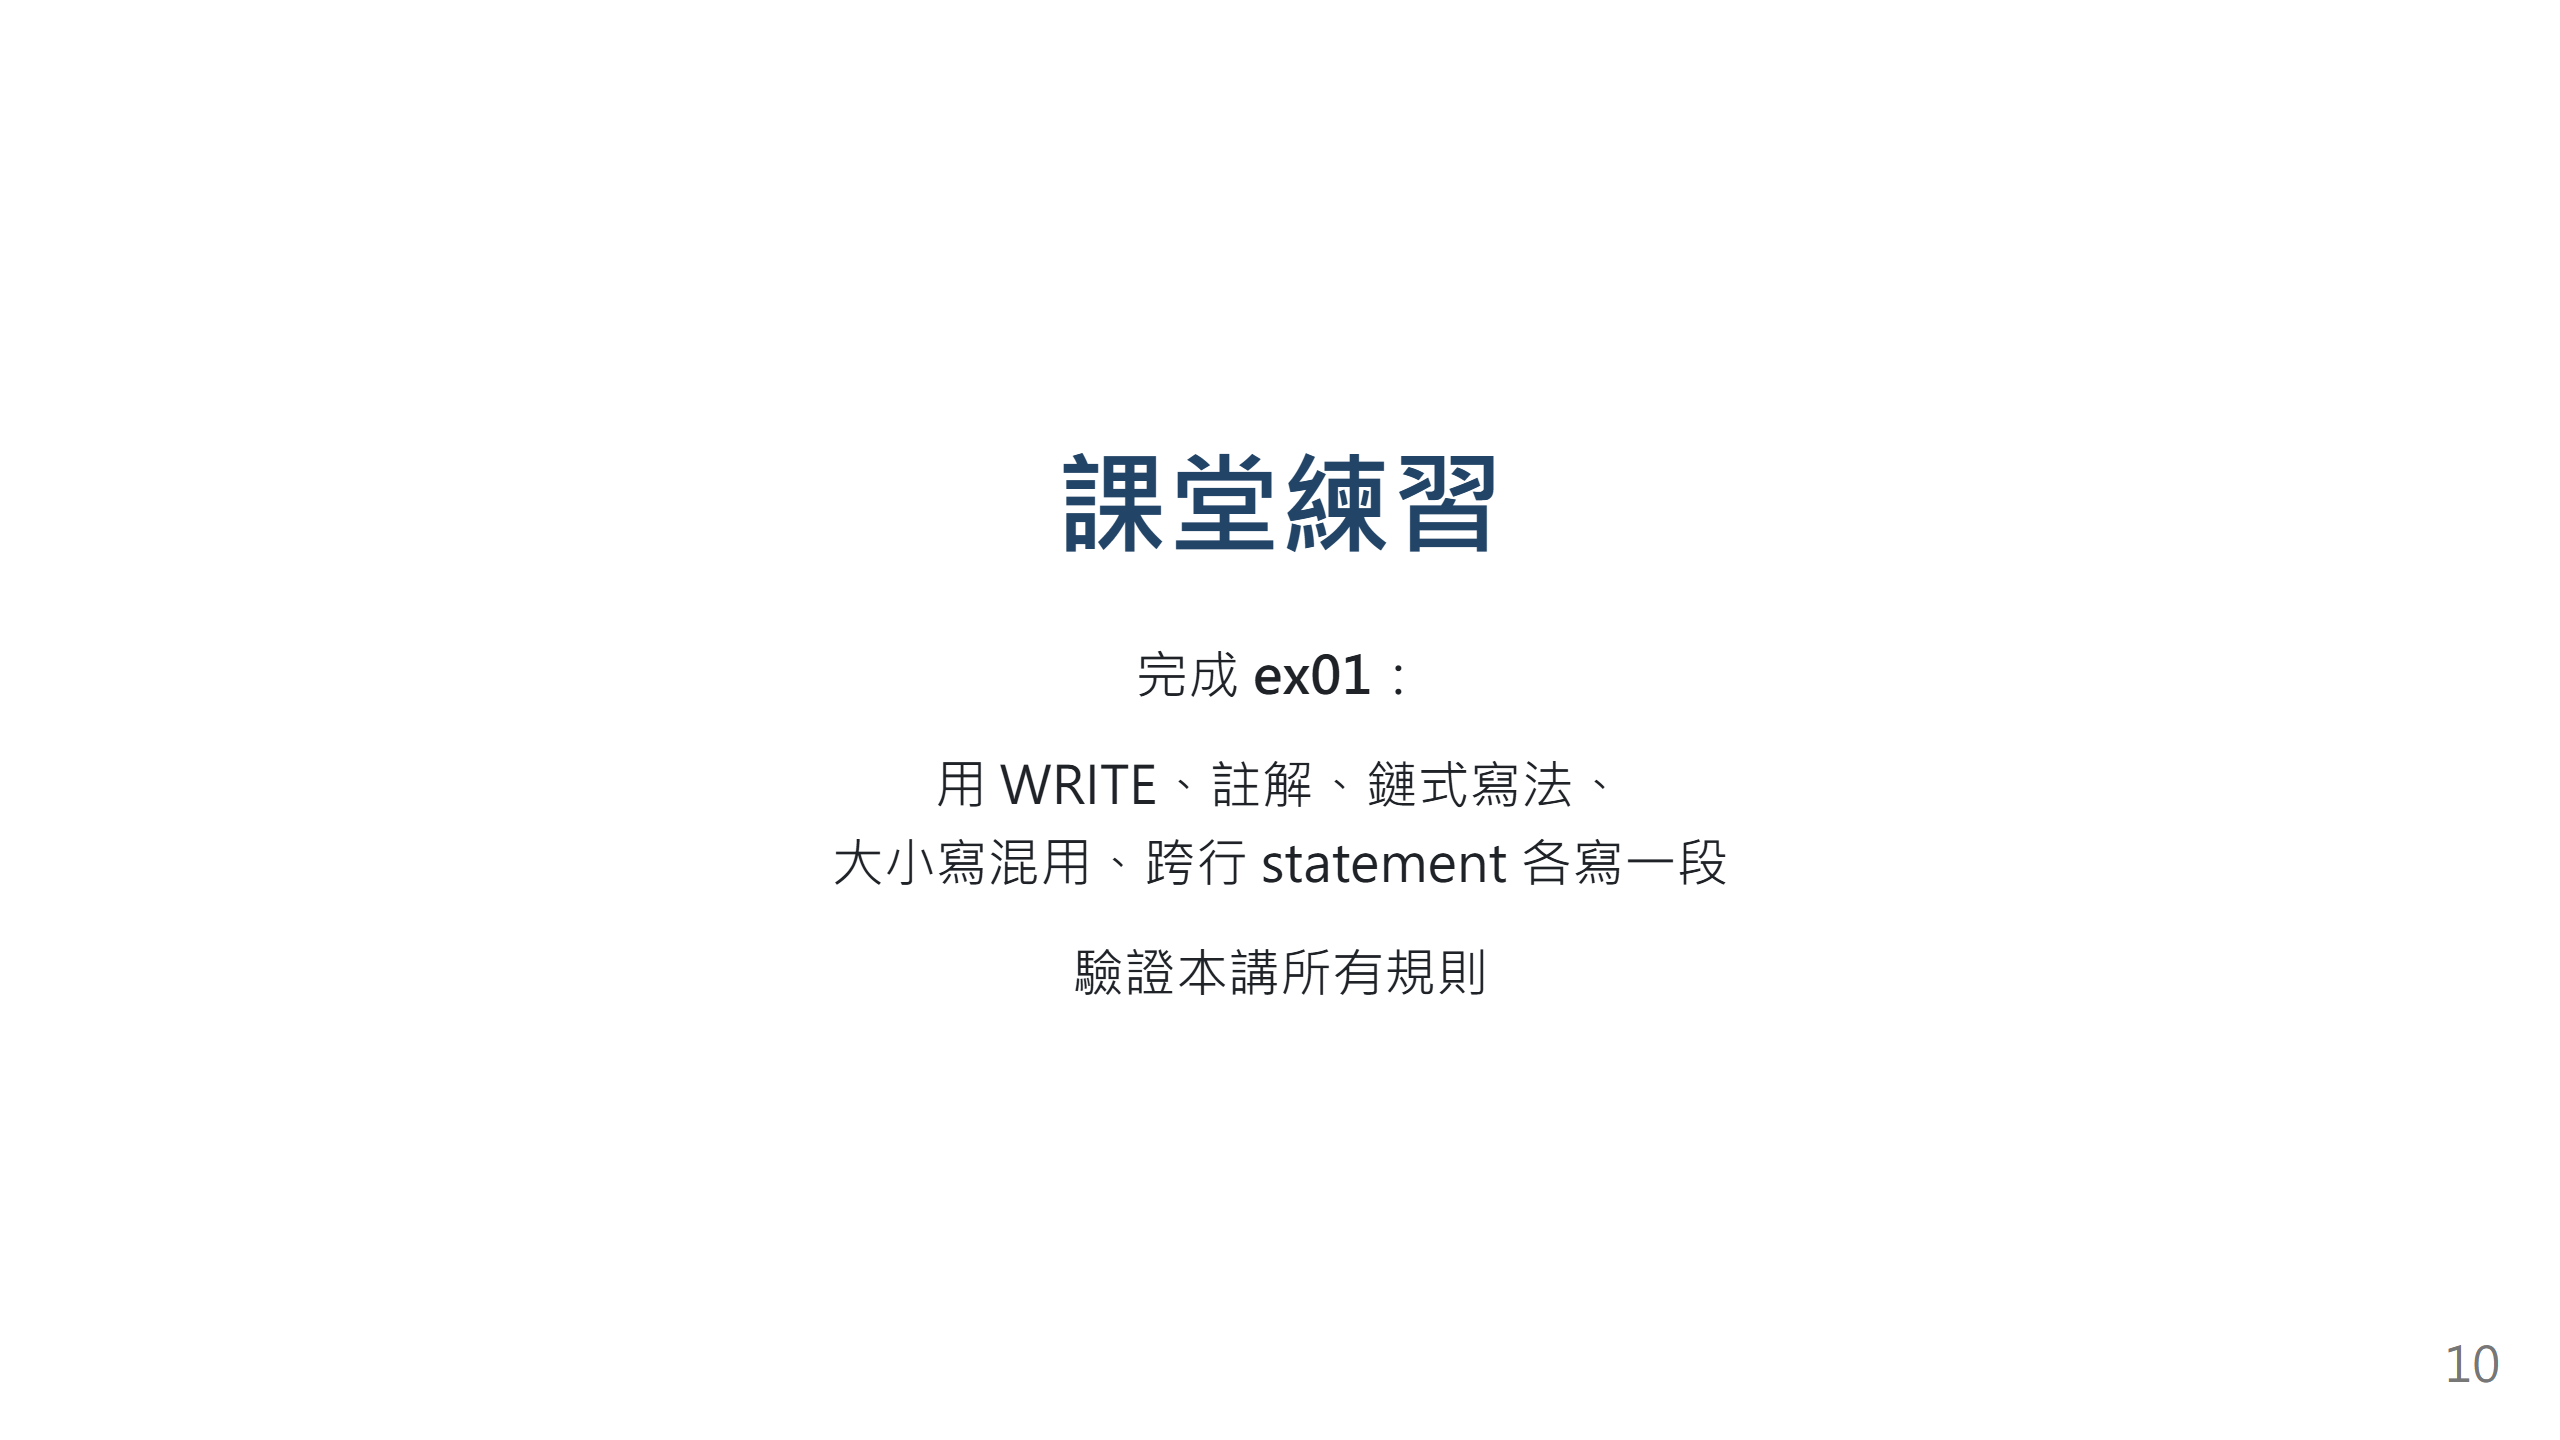 課堂練習
完成 ex01：
用 WRITE、註解、鏈式寫法、
大小寫混用、跨行 statement 各寫一段
驗證本講所有規則
10